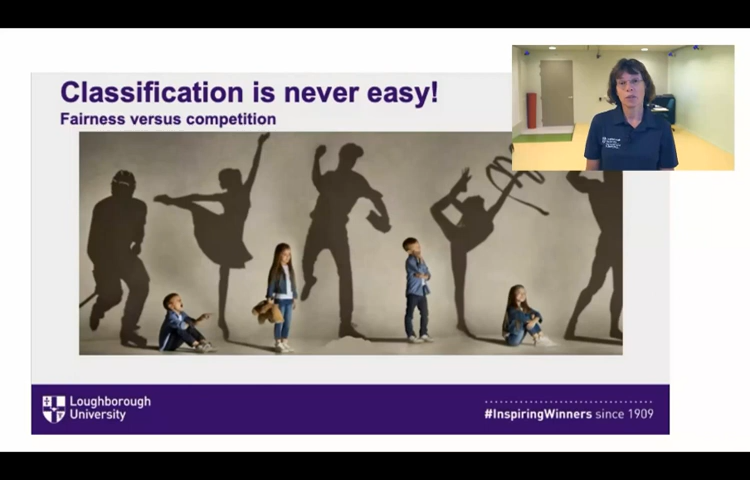 Classification is never easy!
Fairness versus competition
Loughborough
University
#InspiringWinners since 1909